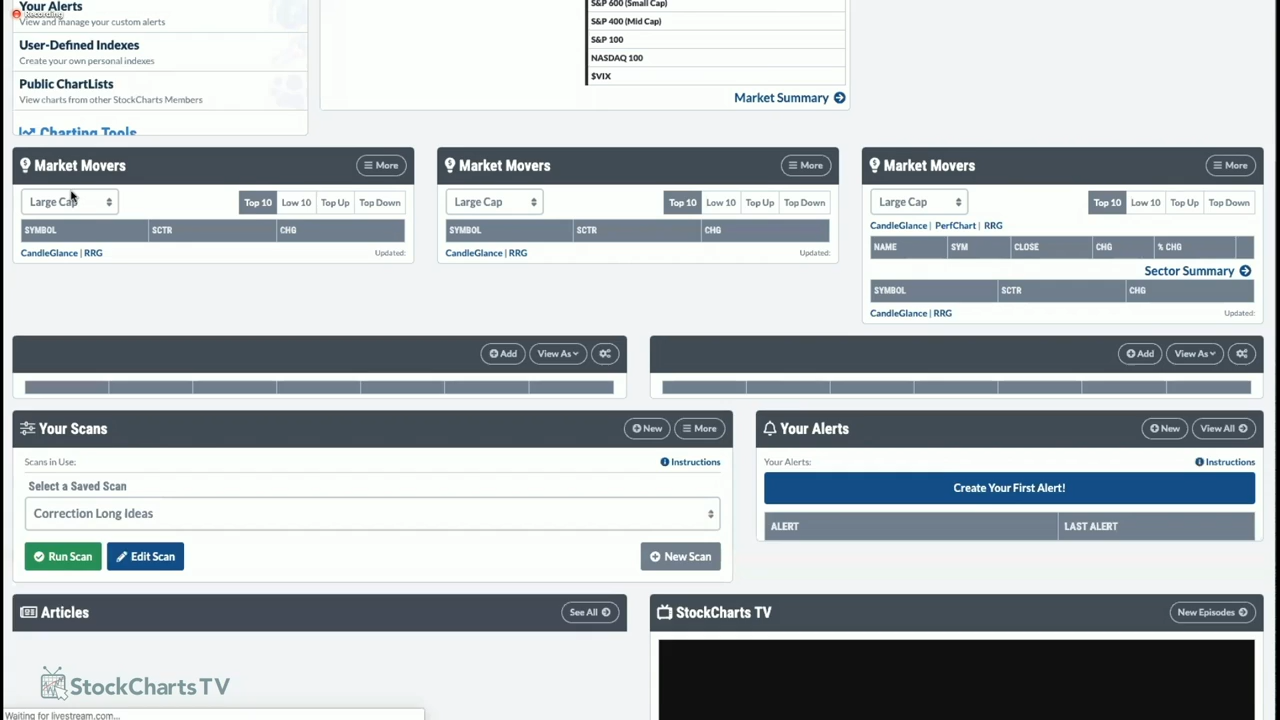 Your Alerts
Recording
View and manage your custom alerts
User-Defined Indexes
Create your own personal indexes
Public ChartLists
View charts from other StockCharts Members
Charting Tools
S&P 600 (Small Cap)
S&P 400 (Mid Cap)
S&P 100
NASDAQ 100
$VIX
Market Summary
Market Movers More
Large Cap Top 10 Low 10 Top Up Top Down
SYMBOL SCTR CHG
CandleGlance | RRG Updated:
Market Movers More
Large Cap Top 10 Low 10 Top Up Top Down
SYMBOL SCTR CHG
CandleGlance | RRG Updated:
Market Movers More
Large Cap Top 10 Low 10 Top Up Top Down
CandleGlance | PerfChart | RRG
NAME SYM CLOSE CHG % CHG
Sector Summary
SYMBOL SCTR CHG
CandleGlance | RRG Updated:
Add View As
Add View As
Your Scans New More
Scans in Use: Instructions
Select a Saved Scan
Correction Long Ideas
Run Scan Edit Scan New Scan
Your Alerts New View All
Your Alerts: Instructions
Create Your First Alert!
ALERT LAST ALERT
Articles See All
StockCharts TV New Episodes
StockChartsTV
Waiting for livestream.com...